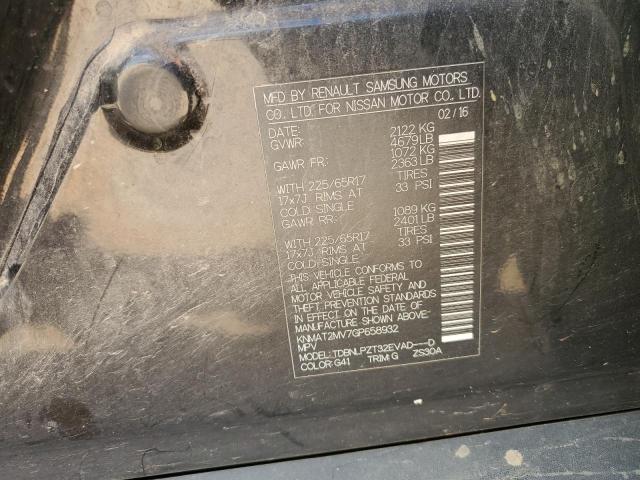 MFD BY RENAULT SAMSUNG MOTORS
CO., LTD. FOR NISSAN MOTOR CO., LTD.
DATE: 02/16
GVWR: 2122 KG
4679 LB
GAWR FR: 1072 KG
2363 LB
WITH 225/65R17 TIRES
17x7J RIMS AT 33 PSI
COLD SINGLE
GAWR RR: 1089 KG
2401 LB
WITH 225/65R17 TIRES
17x7J RIMS AT 33 PSI
COLD SINGLE
THIS VEHICLE CONFORMS TO
ALL APPLICABLE FEDERAL
MOTOR VEHICLE SAFETY AND
THEFT PREVENTION STANDARDS
IN EFFECT ON THE DATE OF
MANUFACTURE SHOWN ABOVE.
KNMAT2MV7GP658932
MPV
MODEL: TDBNLPZT32EVAD---D
COLOR: G41 TRIM: G ZS30A